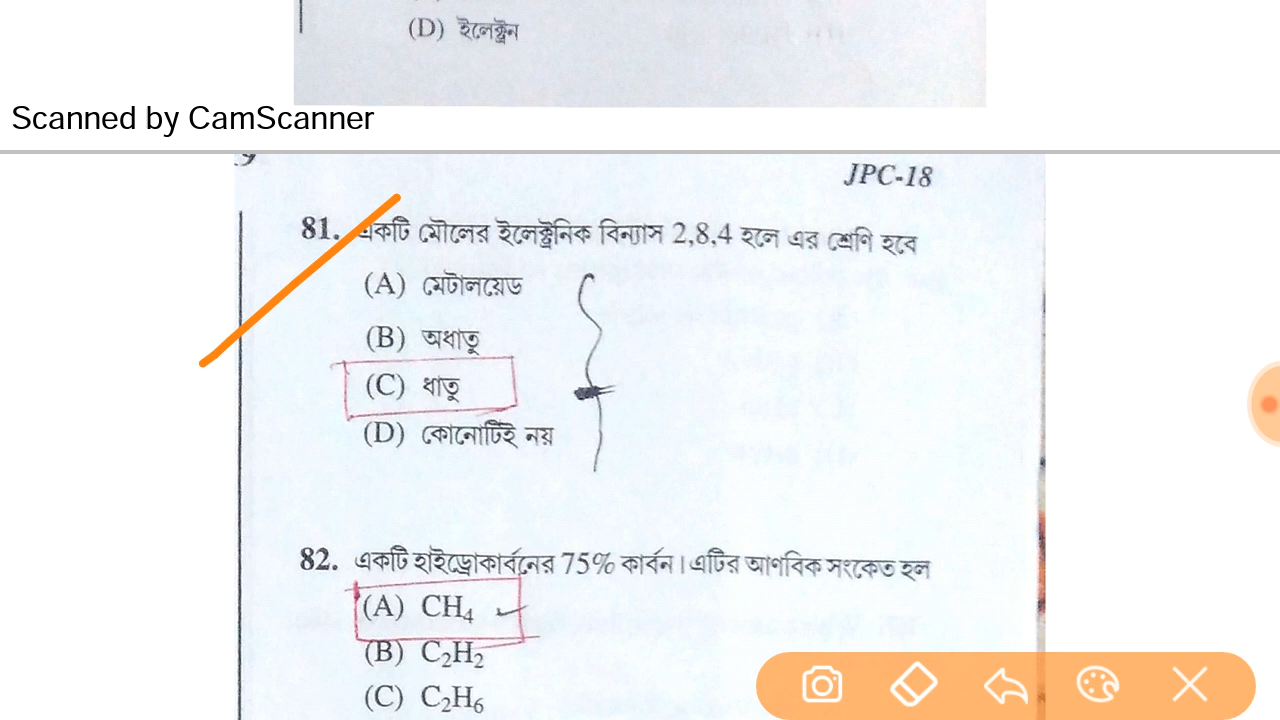 (D) ইলেক্ট্রন
Scanned by CamScanner
JPC-18
81. একটি মৌলের ইলেক্ট্রনিক বিন্যাস 2,8,4 হলে এর শ্রেণি হবে
(A) মেটালয়েড
(B) অধাতু
(C) ধাতু
(D) কোনোটিই নয়
82. একটি হাইড্রোকার্বনের 75% কার্বন। এটির আণবিক সংকেত হল
(A) CH₄
(B) C₂H₂
(C) C₂H₆